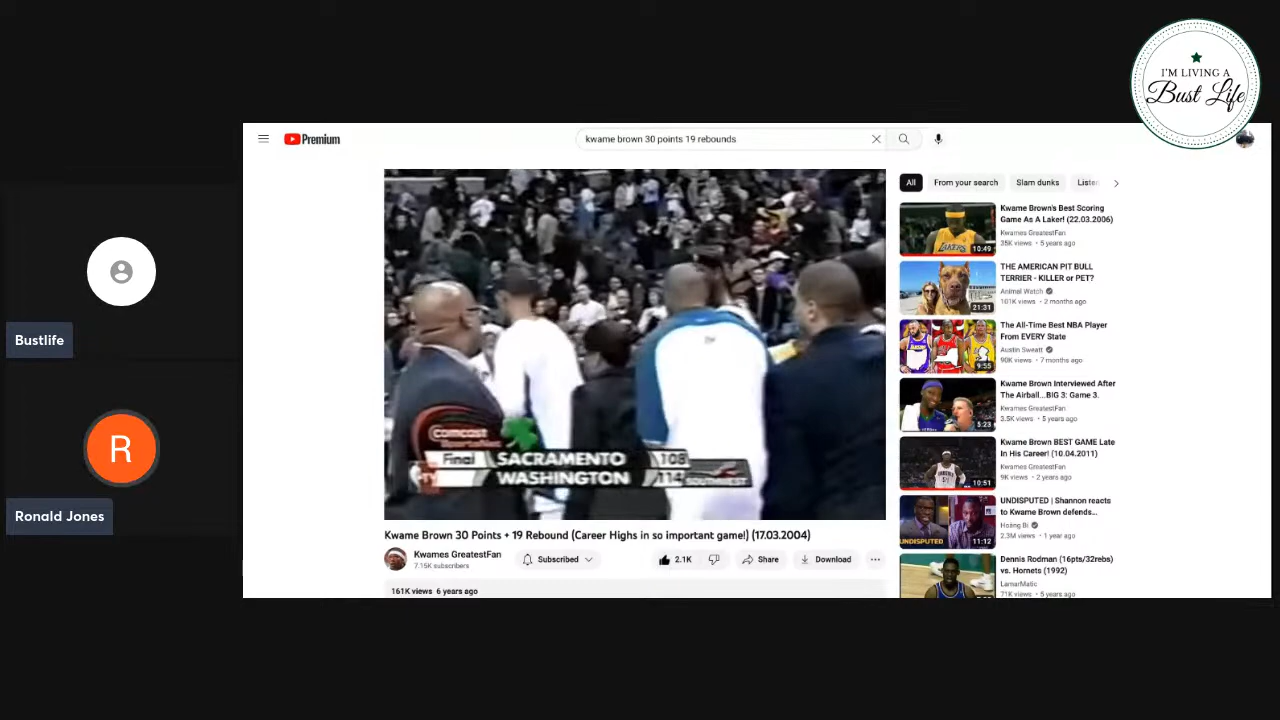 I'M LIVING A
Bust Life
Premium
kwame brown 30 points 19 rebounds
All
From your search
Slam dunks
Bustlife
R
Ronald Jones
Comcast
Final
SACRAMENTO 108
WASHINGTON 114
SOUTHWEST
Kwame Brown 30 Points + 19 Rebound (Career Highs in so important game!) (17.03.2004)
Kwames GreatestFan
7.15K subscribers
Subscribed
2.1K
Share
Download
161K views 6 years ago
Kwame Brown's Best Scoring
Game As A Laker! (22.03.2006)
Kwames GreatestFan
35K views • 5 years ago
10:49
THE AMERICAN PIT BULL
TERRIER - KILLER or PET?
Animal Watch
101K views • 2 months ago
21:31
The All-Time Best NBA Player
From EVERY State
Austin Sweatt
90K views • 7 months ago
9:55
Kwame Brown Interviewed After
The Airball...BIG 3: Game 3.
Kwames GreatestFan
3.5K views • 5 years ago
5:23
Kwame Brown BEST GAME Late
In His Career! (10.04.2011)
Kwames GreatestFan
9K views • 2 years ago
10:51
UNDISPUTED | Shannon reacts
to Kwame Brown defends...
Hoàng Bi
2.3M views • 1 year ago
UNDISPUTED
11:12
Dennis Rodman (16pts/32rebs)
vs. Hornets (1992)
LamarMatic
71K views • 5 years ago